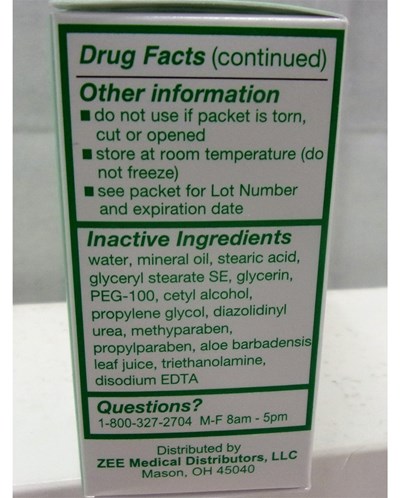 Drug Facts (continued)
Other information
■ do not use if packet is torn,
cut or opened
■ store at room temperature (do
not freeze)
■ see packet for Lot Number
and expiration date
Inactive Ingredients
water, mineral oil, stearic acid,
glyceryl stearate SE, glycerin,
PEG-100, cetyl alcohol,
propylene glycol, diazolidinyl
urea, methyparaben,
propylparaben, aloe barbadensis
leaf juice, triethanolamine,
disodium EDTA
Questions?
1-800-327-2704 M-F 8am - 5pm
Distributed by
ZEE Medical Distributors, LLC
Mason, OH 45040